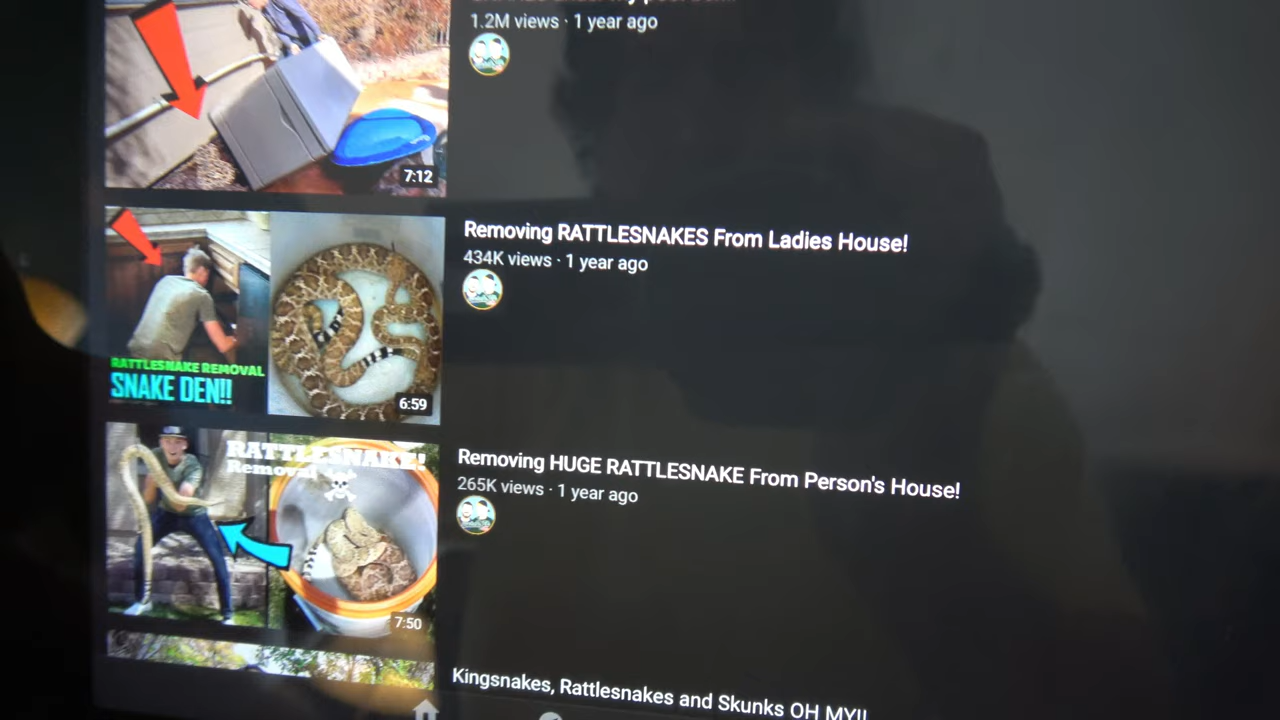 1.2M views · 1 year ago
7:12
Removing RATTLESNAKES From Ladies House!
434K views · 1 year ago
RATTLESNAKE REMOVAL
SNAKE DEN!!
6:59
RATTLESNAKE!
Removal
Removing HUGE RATTLESNAKE From Person's House!
265K views · 1 year ago
7:50
Kingsnakes, Rattlesnakes and Skunks OH MY!!